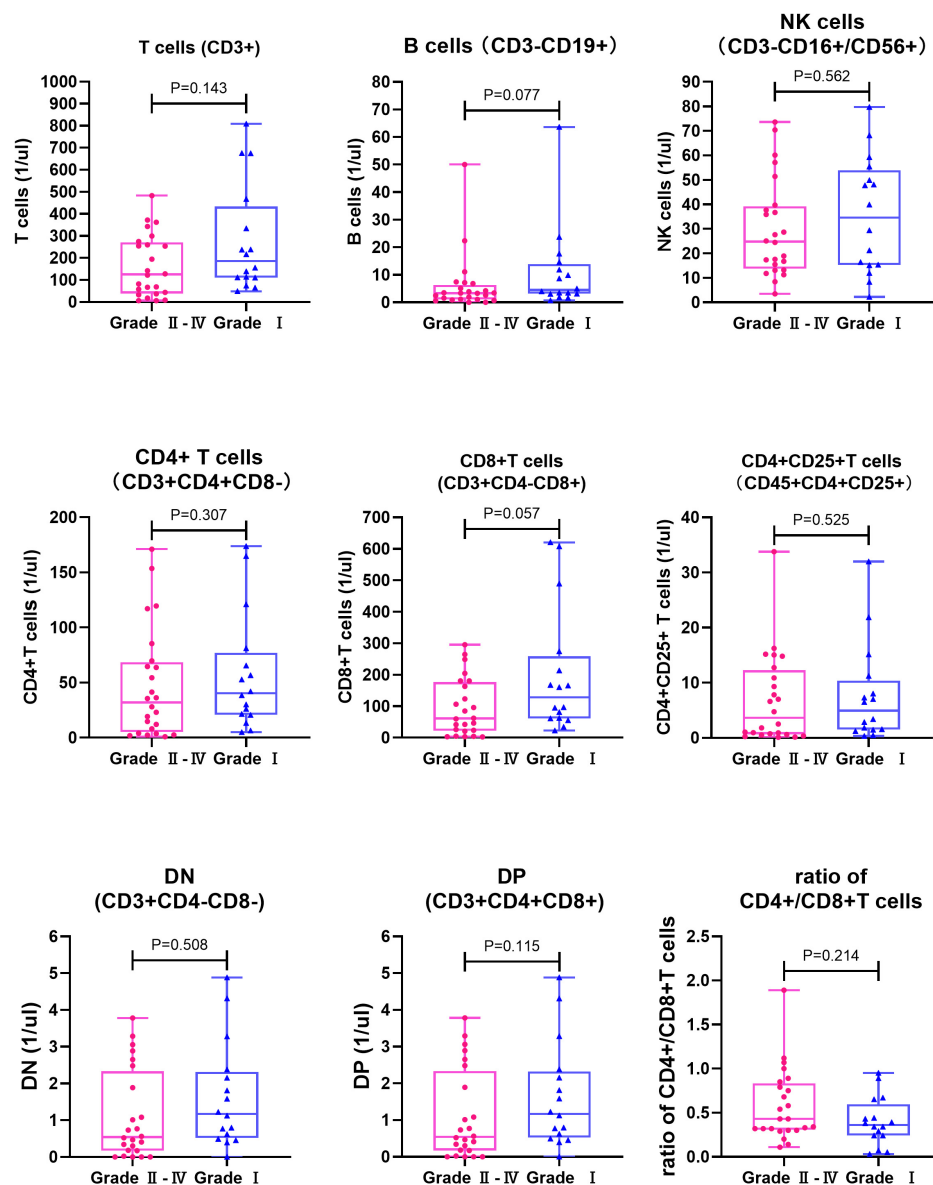 T cells (CD3+)
P=0.143
T cells (1/ul)
1000
900
800
700
600
500
400
300
200
100
0
Grade Ⅱ-Ⅳ Grade Ⅰ
B cells（CD3-CD19+）
P=0.077
B cells (1/ul)
80
70
60
50
40
30
20
10
0
Grade Ⅱ-Ⅳ Grade Ⅰ
NK cells
（CD3-CD16+/CD56+）
P=0.562
NK cells (1/ul)
90
80
70
60
50
40
30
20
10
0
Grade Ⅱ-Ⅳ Grade Ⅰ
CD4+ T cells
（CD3+CD4+CD8-）
P=0.307
CD4+T cells (1/ul)
200
150
100
50
0
Grade Ⅱ-Ⅳ Grade Ⅰ
CD8+T cells
(CD3+CD4-CD8+)
P=0.057
CD8+T cells (1/ul)
700
600
500
400
300
200
100
0
Grade Ⅱ-Ⅳ Grade Ⅰ
CD4+CD25+T cells
（CD45+CD4+CD25+）
P=0.525
CD4+CD25+ T cells (1/ul)
40
30
20
10
0
Grade Ⅱ-Ⅳ Grade Ⅰ
DN
(CD3+CD4-CD8-)
P=0.508
DN (1/ul)
6
5
4
3
2
1
0
Grade Ⅱ-Ⅳ Grade Ⅰ
DP
(CD3+CD4+CD8+)
P=0.115
DP (1/ul)
6
5
4
3
2
1
0
Grade Ⅱ-Ⅳ Grade Ⅰ
ratio of
CD4+/CD8+T cells
P=0.214
ratio of CD4+/CD8+T cells
2.5
2.0
1.5
1.0
0.5
0.0
Grade Ⅱ-Ⅳ Grade Ⅰ